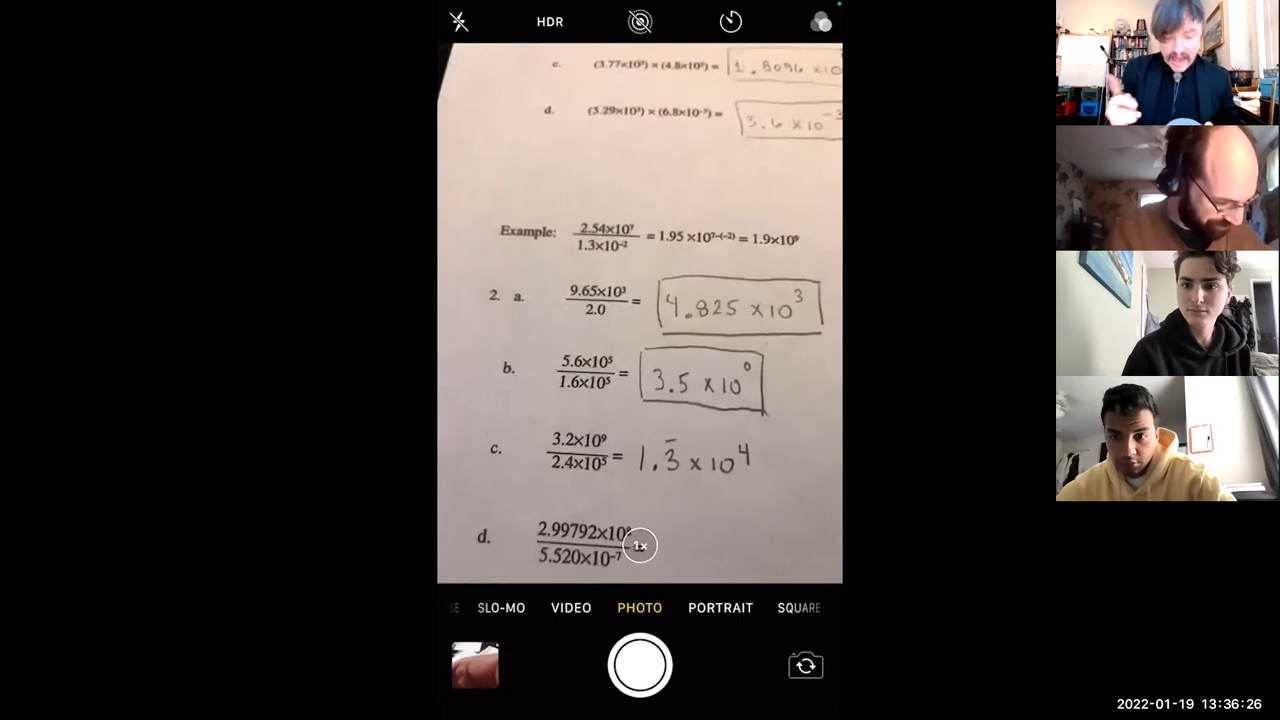 HDR
c. (3.77×10⁵) × (4.8×10⁵) = 1.8096 ×10
d. (5.29×10³) × (6.8×10⁻⁷) = 3.6 ×10⁻³
Example: 2.54×10⁷
1.3×10⁻² = 1.95 ×10⁷⁻⁽⁻²⁾ = 1.9×10⁹
2. a. 9.65×10³
2.0 = 4.825 ×10³
b. 5.6×10⁵
1.6×10⁵ = 3.5 ×10⁰
c. 3.2×10⁹
2.4×10⁵ = 1.3̄ ×10⁴
d. 2.99792×10⁸
5.520×10⁻⁷
1×
SE SLO-MO VIDEO PHOTO PORTRAIT SQUARE
2022-01-19 13:36:26